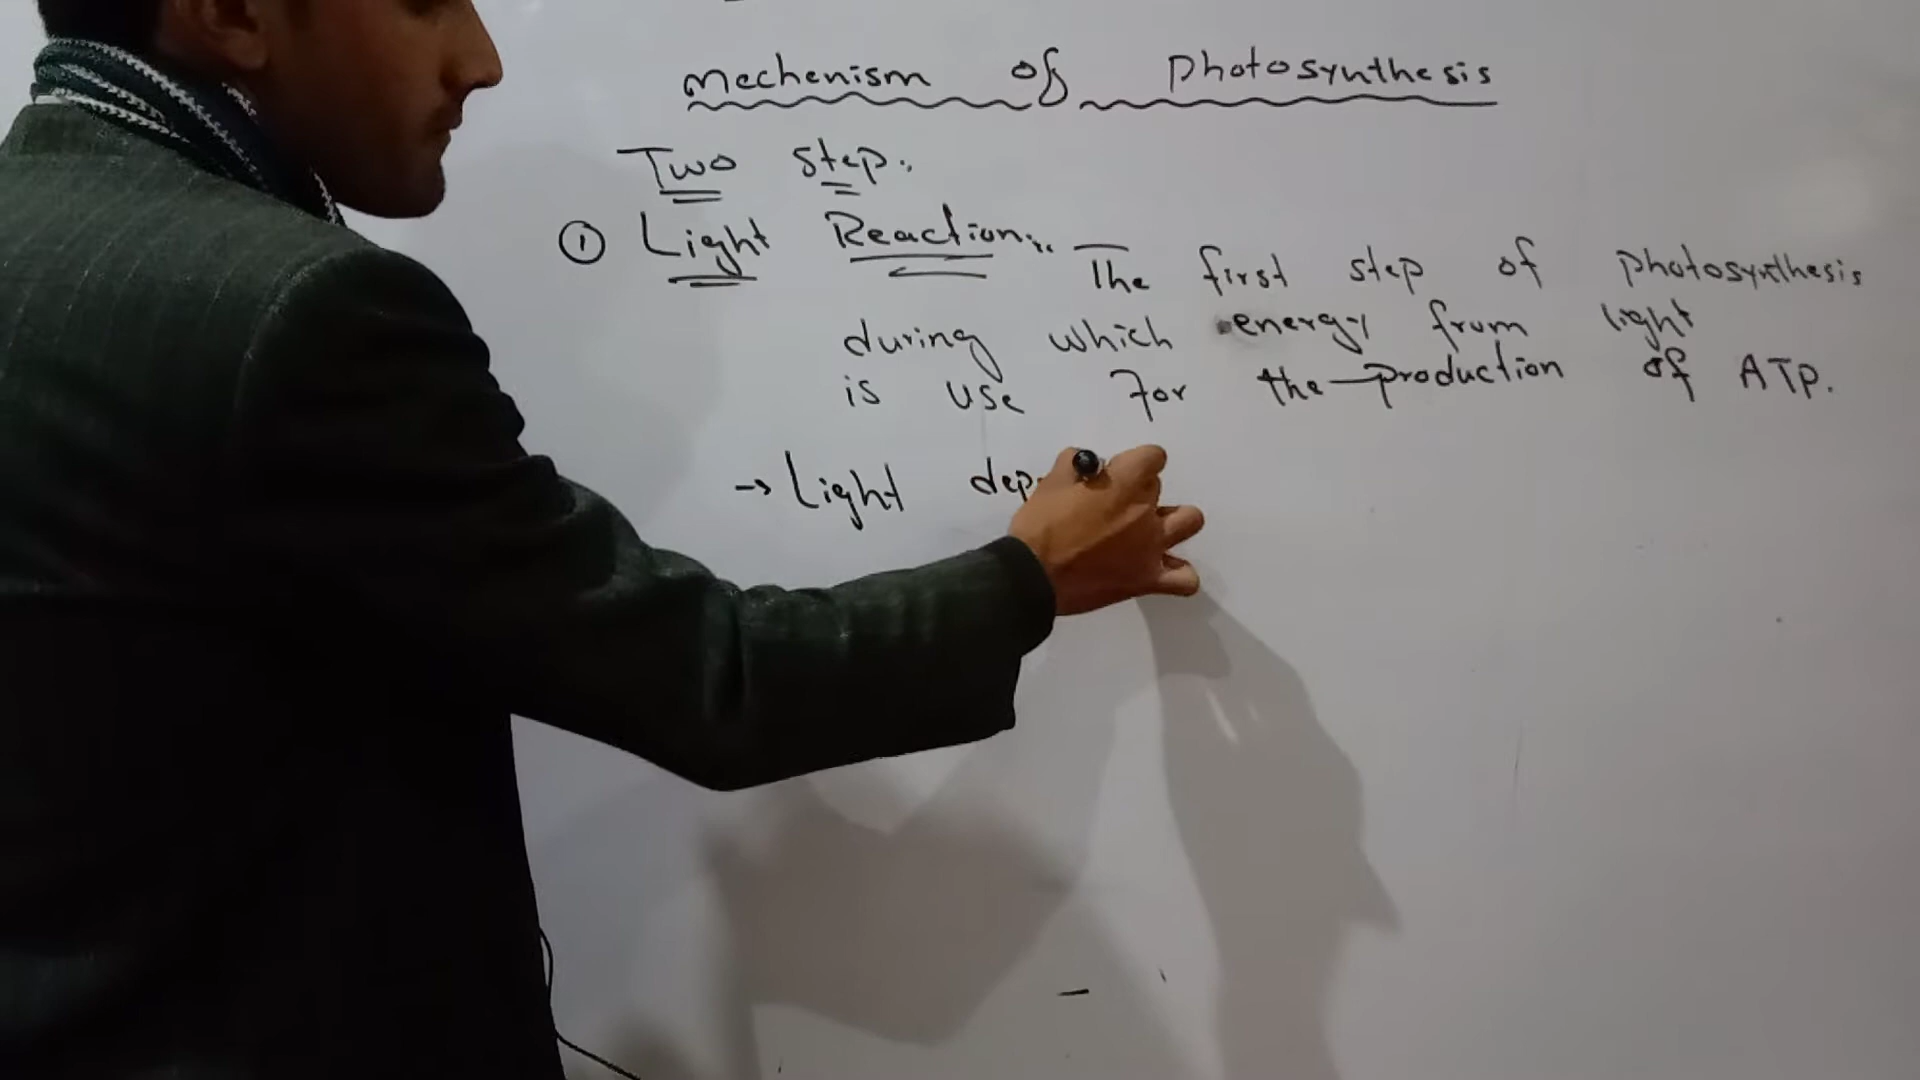 mechenism of photosynthesis
Two step:
① Light Reaction:. The first step of photosynthesis
during which energy from light
is use for the production of ATP.
→ Light dep